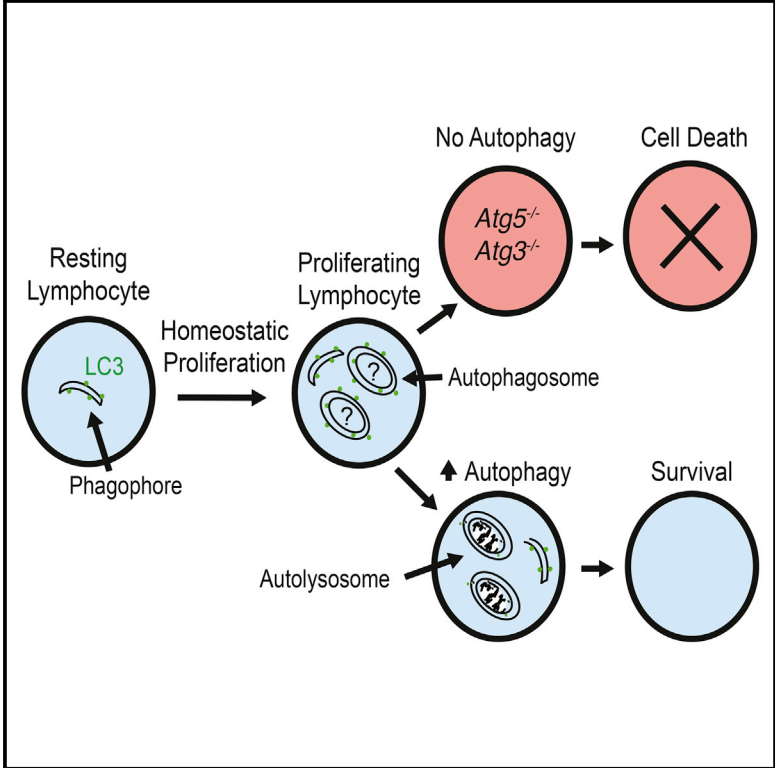 No Autophagy
Cell Death
Atg5-/-
Atg3-/-
Resting
Lymphocyte
Proliferating
Lymphocyte
Homeostatic
Proliferation
LC3
?
?
Autophagosome
Phagophore
Autophagy
Survival
Autolysosome